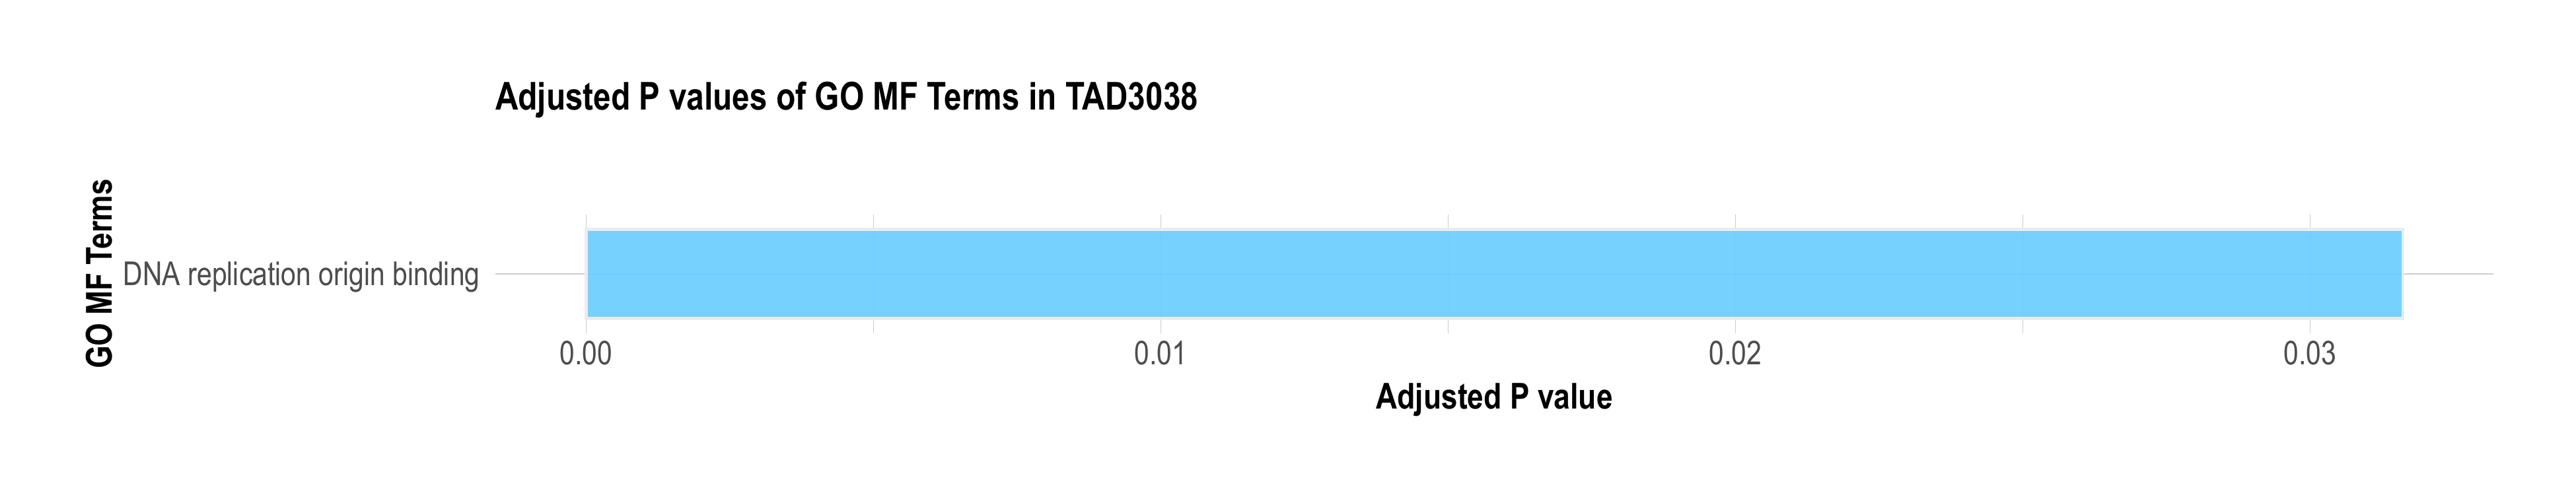 Adjusted P values of GO MF Terms in TAD3038
GO MF Terms
DNA replication origin binding
0.00 0.01 0.02 0.03
Adjusted P value